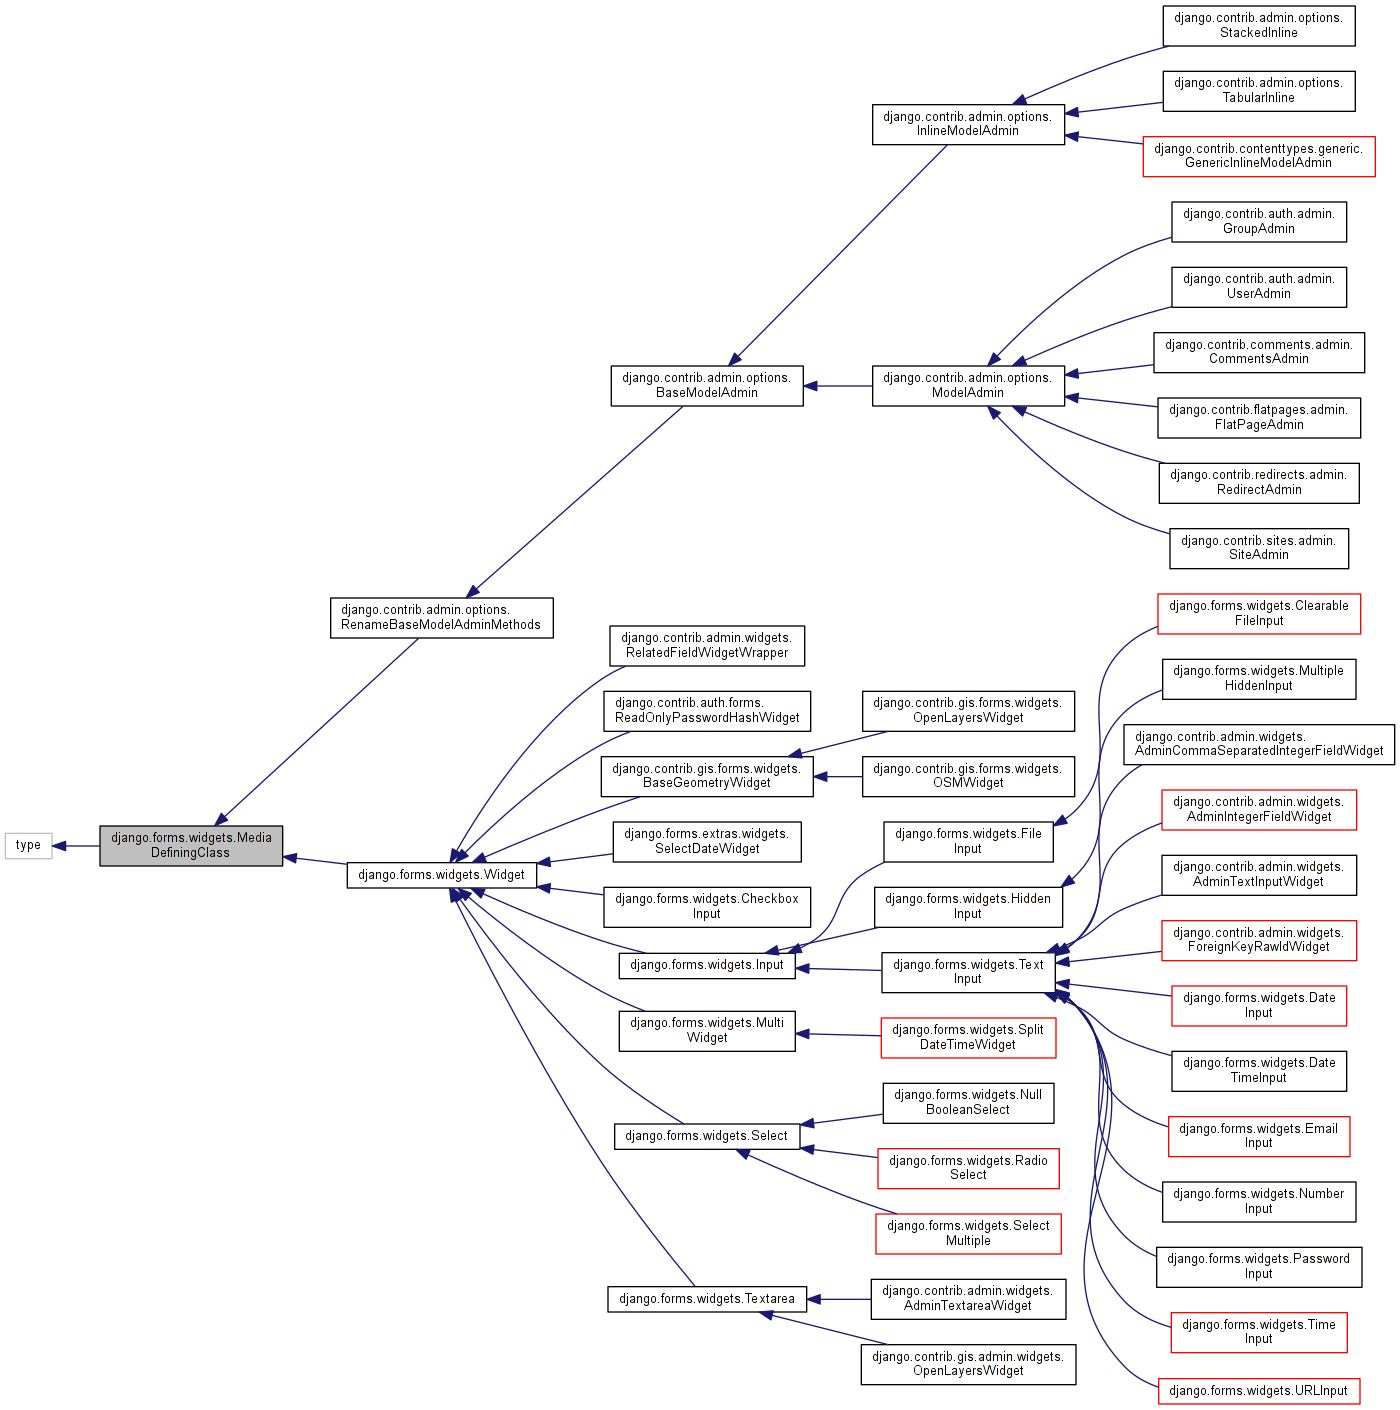 django.contrib.admin.options.
StackedInline
django.contrib.admin.options.
TabularInline
django.contrib.admin.options.
InlineModelAdmin
django.contrib.contenttypes.generic.
GenericInlineModelAdmin
django.contrib.auth.admin.
GroupAdmin
django.contrib.auth.admin.
UserAdmin
django.contrib.comments.admin.
CommentsAdmin
django.contrib.admin.options.
BaseModelAdmin
django.contrib.admin.options.
ModelAdmin
django.contrib.flatpages.admin.
FlatPageAdmin
django.contrib.redirects.admin.
RedirectAdmin
django.contrib.sites.admin.
SiteAdmin
django.contrib.admin.options.
RenameBaseModelAdminMethods
django.forms.widgets.Clearable
FileInput
django.contrib.admin.widgets.
RelatedFieldWidgetWrapper
django.forms.widgets.Multiple
HiddenInput
django.contrib.auth.forms.
ReadOnlyPasswordHashWidget
django.contrib.gis.forms.widgets.
OpenLayersWidget
django.contrib.admin.widgets.
AdminCommaSeparatedIntegerFieldWidget
django.contrib.gis.forms.widgets.
BaseGeometryWidget
django.contrib.gis.forms.widgets.
OSMWidget
django.contrib.admin.widgets.
AdminIntegerFieldWidget
type
django.forms.widgets.Media
DefiningClass
django.forms.extras.widgets.
SelectDateWidget
django.forms.widgets.File
Input
django.contrib.admin.widgets.
AdminTextInputWidget
django.forms.widgets.Widget
django.forms.widgets.Checkbox
Input
django.forms.widgets.Hidden
Input
django.contrib.admin.widgets.
ForeignKeyRawIdWidget
django.forms.widgets.Input
django.forms.widgets.Text
Input
django.forms.widgets.Date
Input
django.forms.widgets.Multi
Widget
django.forms.widgets.Split
DateTimeWidget
django.forms.widgets.Date
TimeInput
django.forms.widgets.Null
BooleanSelect
django.forms.widgets.Email
Input
django.forms.widgets.Select
django.forms.widgets.Radio
Select
django.forms.widgets.Number
Input
django.forms.widgets.Select
Multiple
django.forms.widgets.Password
Input
django.forms.widgets.Textarea
django.contrib.admin.widgets.
AdminTextareaWidget
django.forms.widgets.Time
Input
django.contrib.gis.admin.widgets.
OpenLayersWidget
django.forms.widgets.URLInput